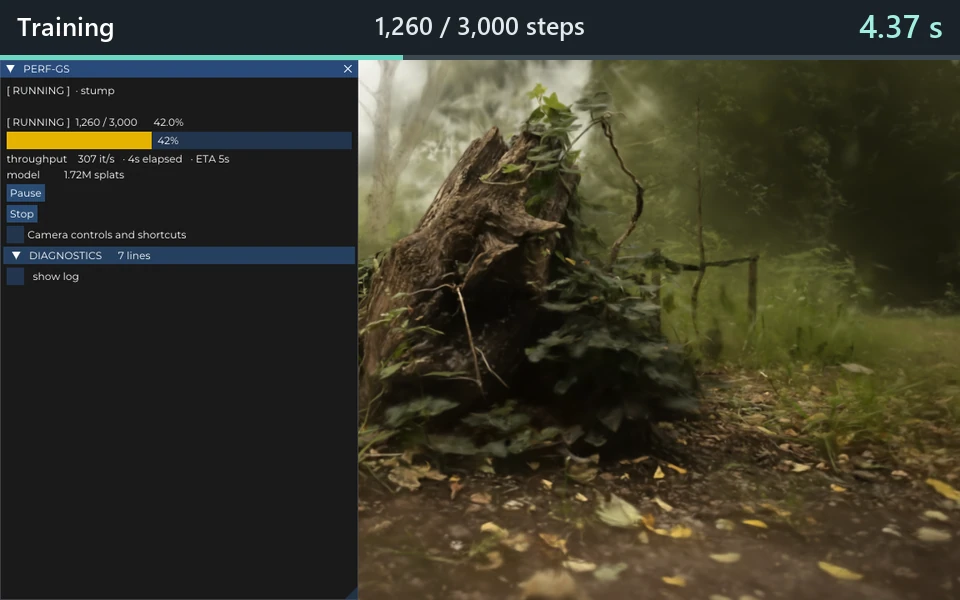 Training 1,260 / 3,000 steps 4.37 s
PERF-GS
[ RUNNING ] · stump
[ RUNNING ] 1,260 / 3,000 42.0%
42%
throughput 307 it/s · 4s elapsed · ETA 5s
model 1.72M splats
Pause
Stop
Camera controls and shortcuts
DIAGNOSTICS 7 lines
show log